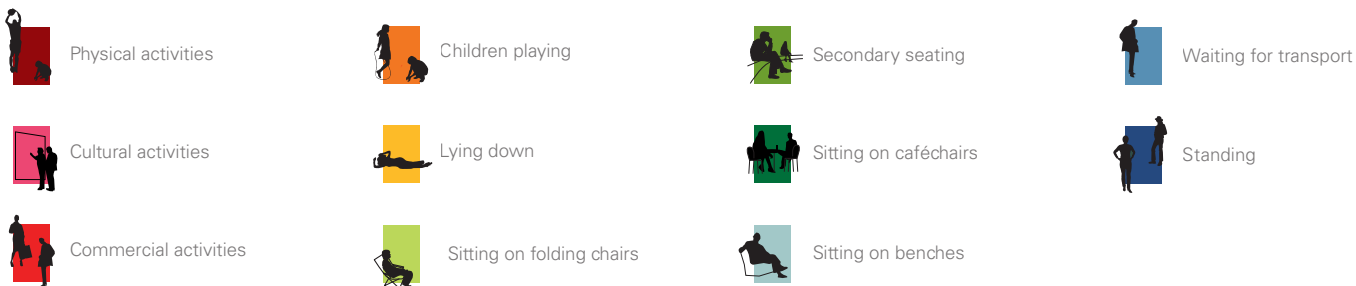 Physical activities
Children playing
Secondary seating
Waiting for transport
Cultural activities
Lying down
Sitting on caféchairs
Standing
Commercial activities
Sitting on folding chairs
Sitting on benches